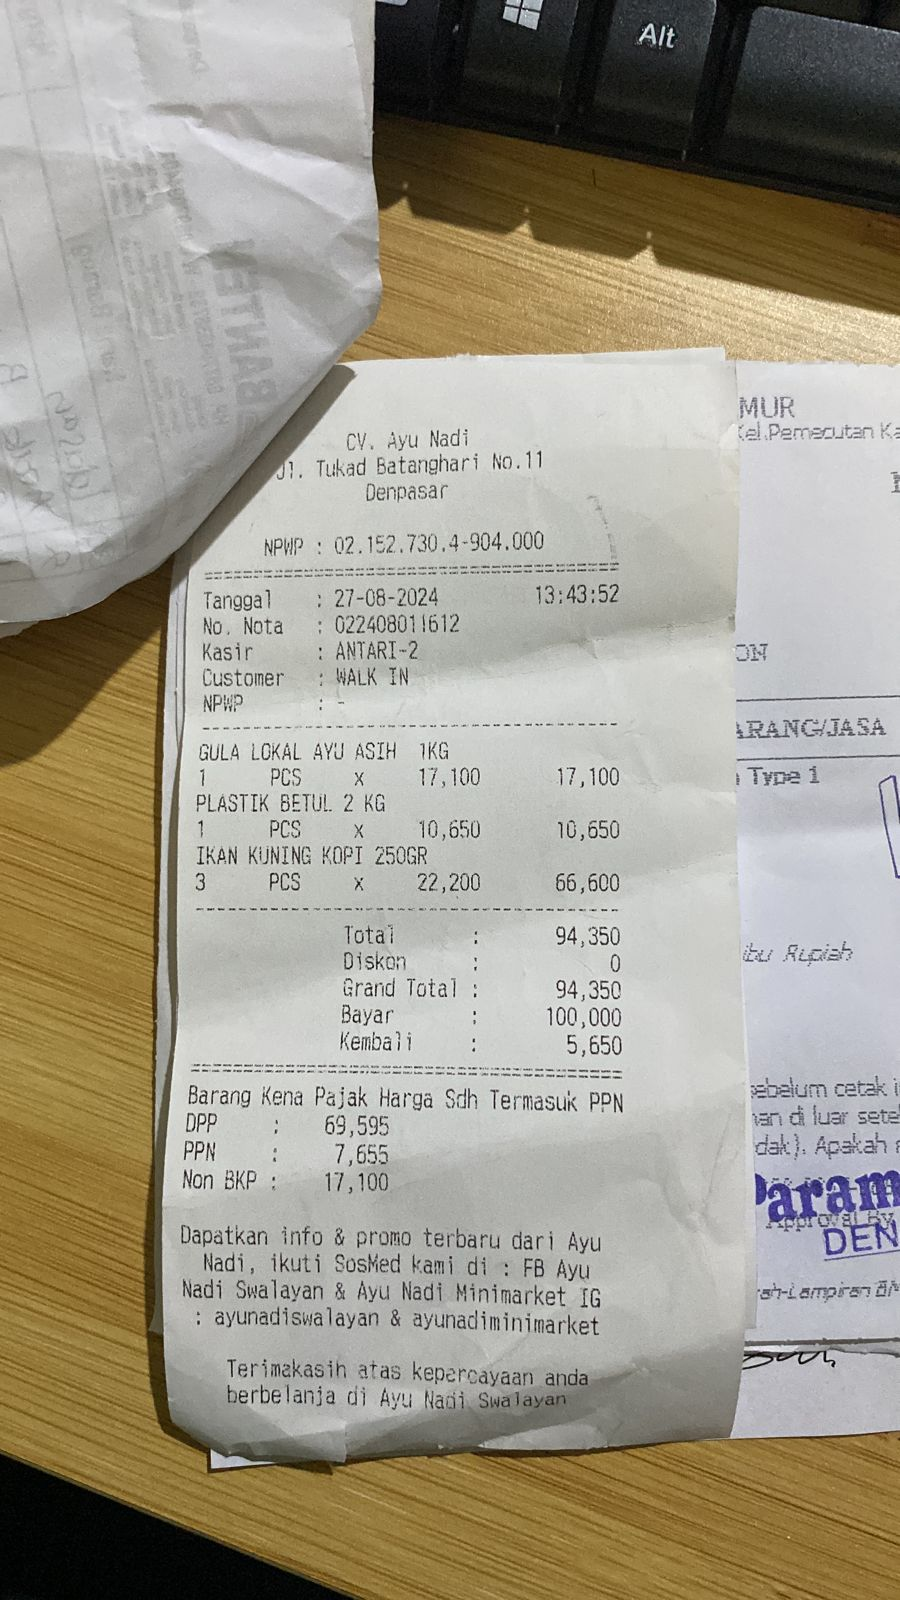 Alt
CV. Ayu Nadi
Jl. Tukad Batanghari No.11
Denpasar
NPWP : 02.152.730.4-904.000
Tanggal : 27-08-2024 13:43:52
No. Nota : 022408011612
Kasir : ANTARI-2
Customer : WALK IN
NPWP : -
GULA LOKAL AYU ASIH 1KG
1 PCS x 17,100 17,100
PLASTIK BETUL 2 KG
1 PCS x 10,650 10,650
IKAN KUNING KOPI 250GR
3 PCS x 22,200 66,600
Total : 94,350
Diskon : 0
Grand Total : 94,350
Bayar : 100,000
Kembali : 5,650
Barang Kena Pajak Harga Sdh Termasuk PPN
DPP : 69,595
PPN : 7,655
Non BKP : 17,100
Dapatkan info & promo terbaru dari Ayu
Nadi, ikuti SosMed kami di : FB Ayu
Nadi Swalayan & Ayu Nadi Minimarket IG
: ayunadiswalayan & ayunadiminimarket
Terimakasih atas kepercayaan anda
berbelanja di Ayu Nadi Swalayan
MUR
Kel.Pemecutan Ka
ON
ARANG/JASA
Type 1
ibu Rupiah
sebelum cetak i
an di luar sete
dak). Apakah
Param
Approval By
DEN
ah-Lampiran BM